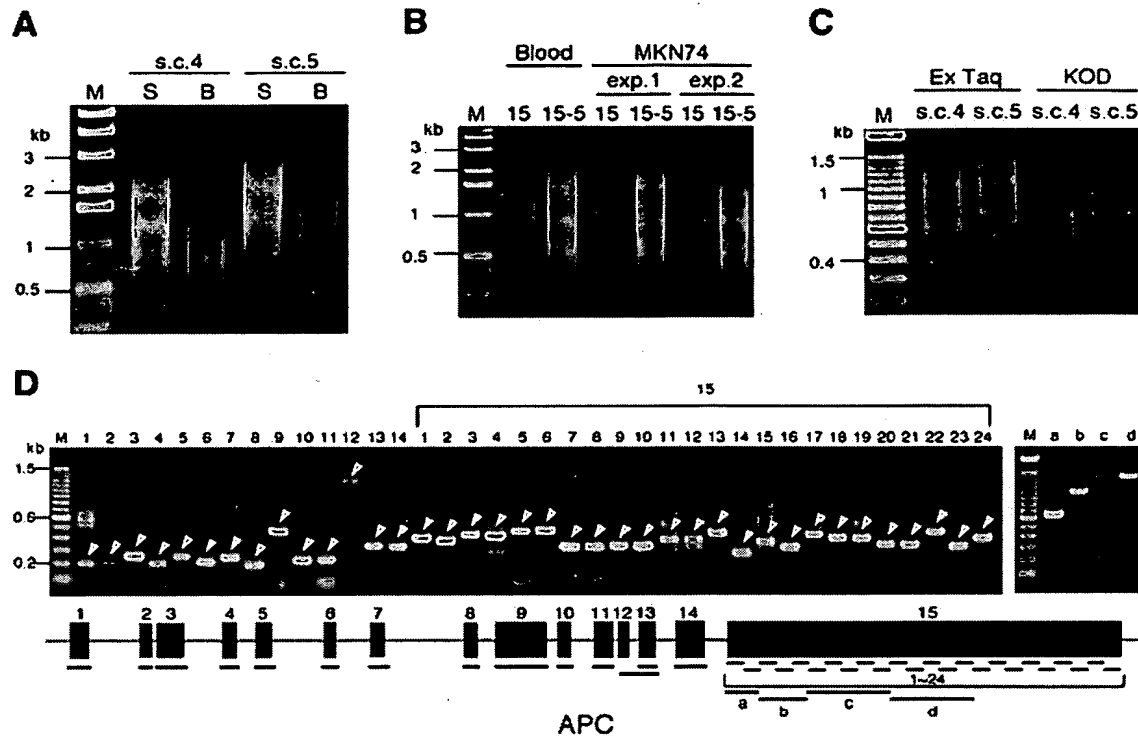 A
s.c.4 s.c.5
M S B S B
kb
3
2
1
0.5
B
Blood MKN74
exp.1 exp.2
M 15 15-5 15 15-5 15 15-5
kb
3
2
1
0.5
C
Ex Taq KOD
M s.c.4 s.c.5 s.c.4 s.c.5
kb
1.5
1
0.4
D
15
M 1 2 3 4 5 6 7 8 9 10 11 12 13 14 1 2 3 4 5 6 7 8 9 10 11 12 13 14 15 16 17 18 19 20 21 22 23 24
kb
1.5
0.6
0.2
M a b c d
1 2 3 4 5 6 7 8 9 10 11 12 13 14 15
1~24
a b c d
APC